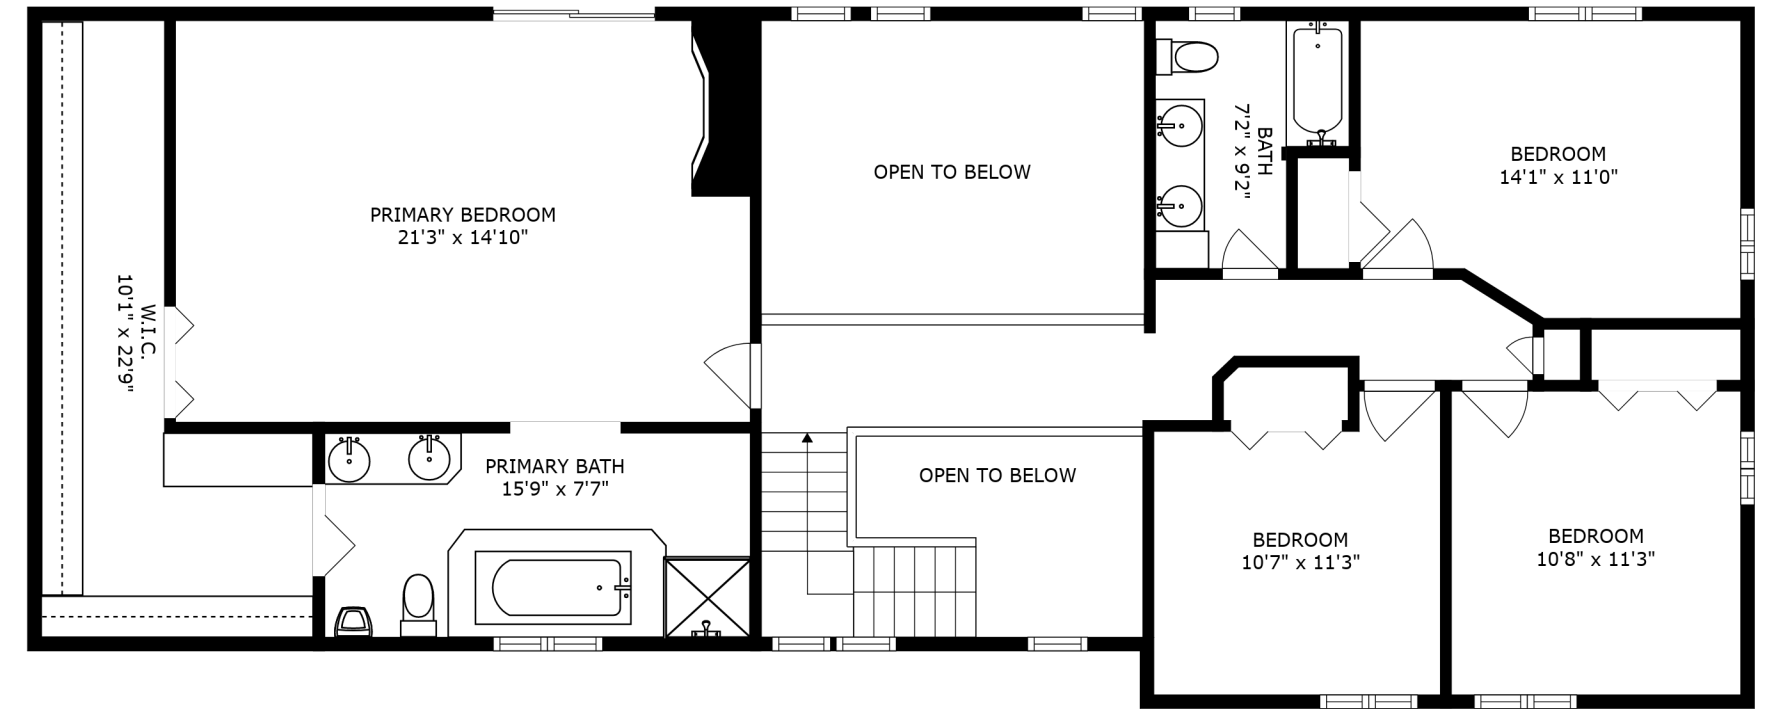 OPEN TO BELOW
BATH
7'2" x 9'2"
BEDROOM
14'1" x 11'0"
PRIMARY BEDROOM
21'3" x 14'10"
W.I.C.
10'1" x 22'9"
PRIMARY BATH
15'9" x 7'7"
OPEN TO BELOW
BEDROOM
10'7" x 11'3"
BEDROOM
10'8" x 11'3"